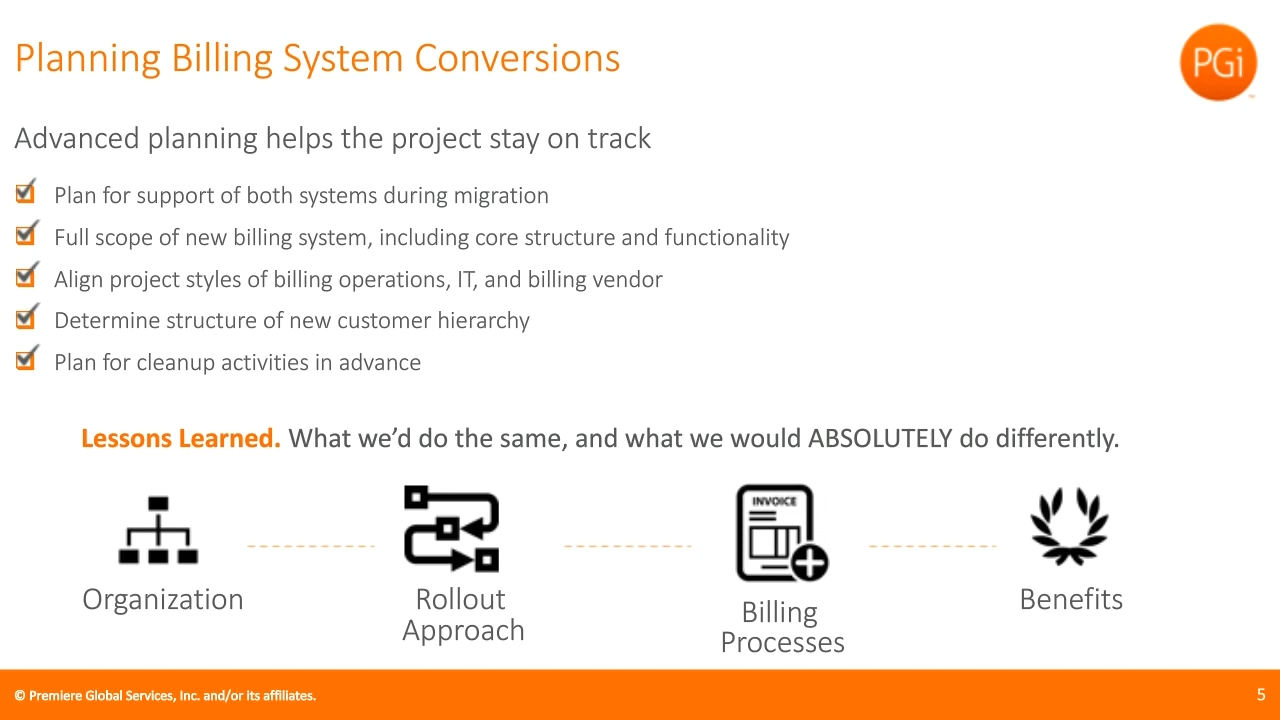 Planning Billing System Conversions
PGi
Advanced planning helps the project stay on track
Plan for support of both systems during migration
Full scope of new billing system, including core structure and functionality
Align project styles of billing operations, IT, and billing vendor
Determine structure of new customer hierarchy
Plan for cleanup activities in advance
Lessons Learned. What we’d do the same, and what we would ABSOLUTELY do differently.
INVOICE
Organization
Rollout
Approach
Billing
Processes
Benefits
© Premiere Global Services, Inc. and/or its affiliates.
5